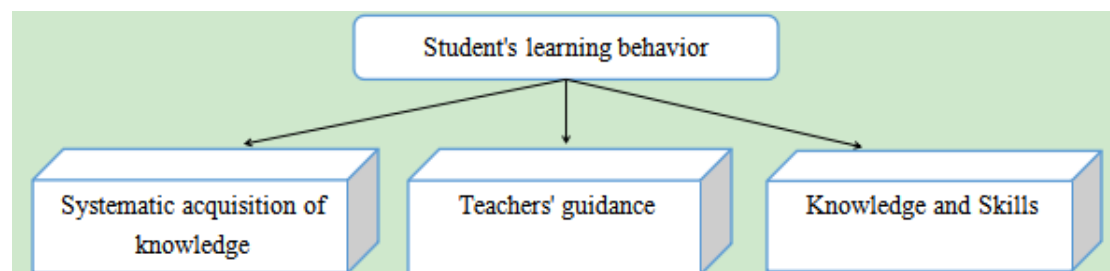 Student's learning behavior
Systematic acquisition of
knowledge
Teachers' guidance
Knowledge and Skills